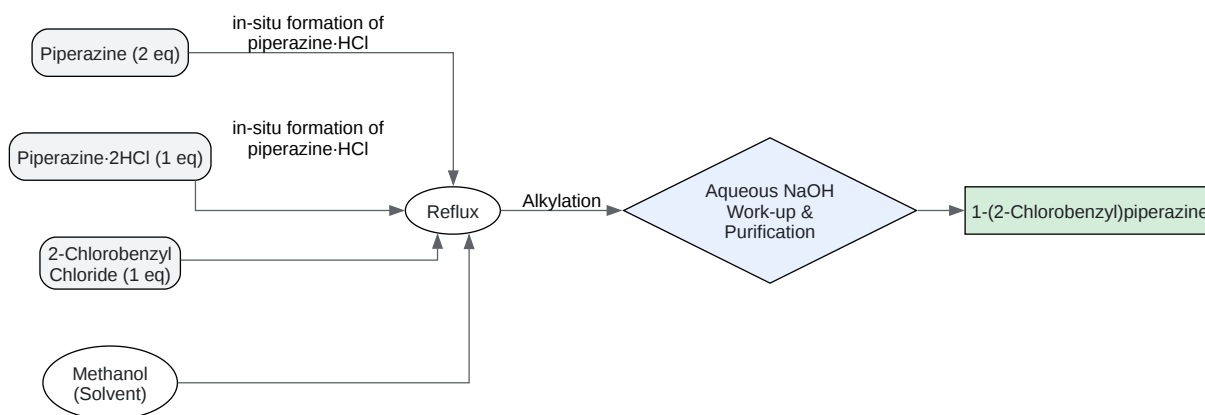 in-situ formation of
piperazine·HCl
Piperazine (2 eq)
in-situ formation of
piperazine·HCl
Piperazine·2HCl (1 eq)
Reflux
Alkylation
Aqueous NaOH
Work-up &
Purification
1-(2-Chlorobenzyl)piperazine
2-Chlorobenzyl
Chloride (1 eq)
Methanol
(Solvent)